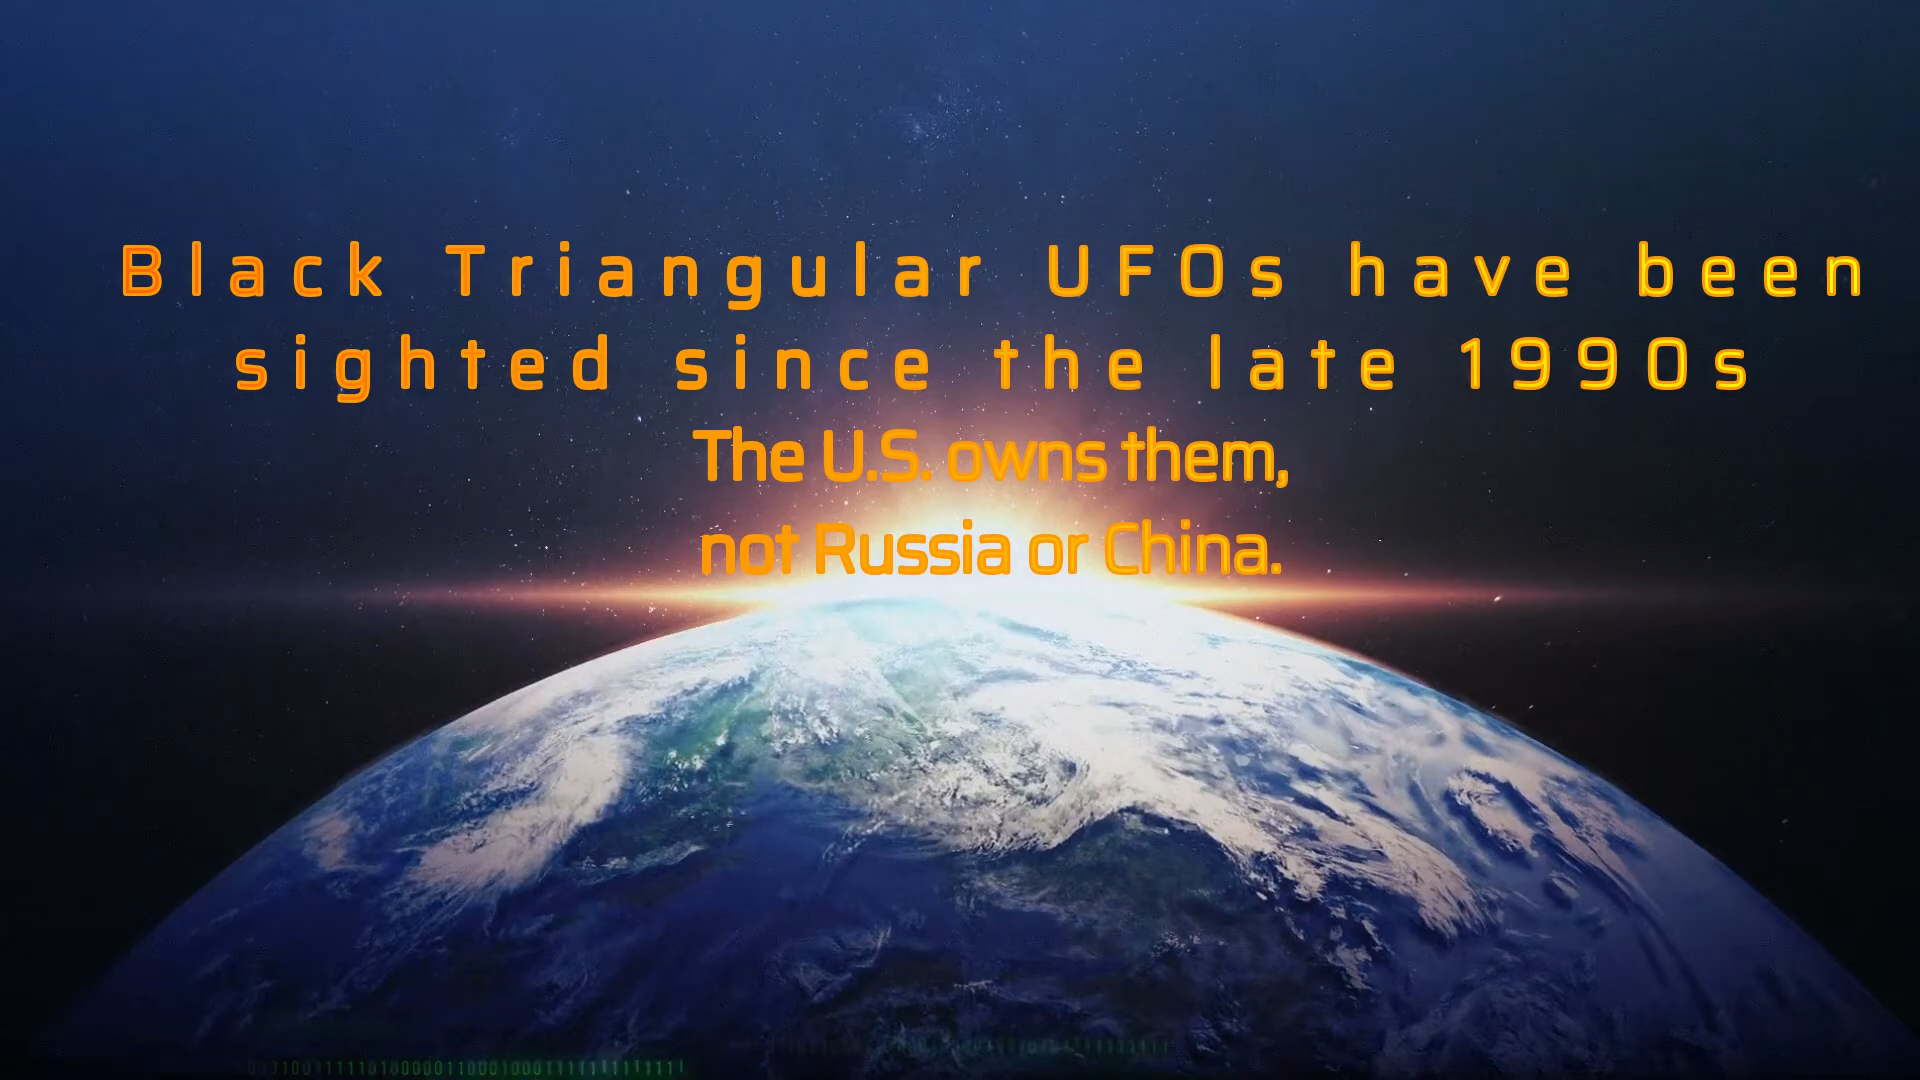 Black Triangular UFOs have been
sighted since the late 1990s
The U.S. owns them,
not Russia or China.